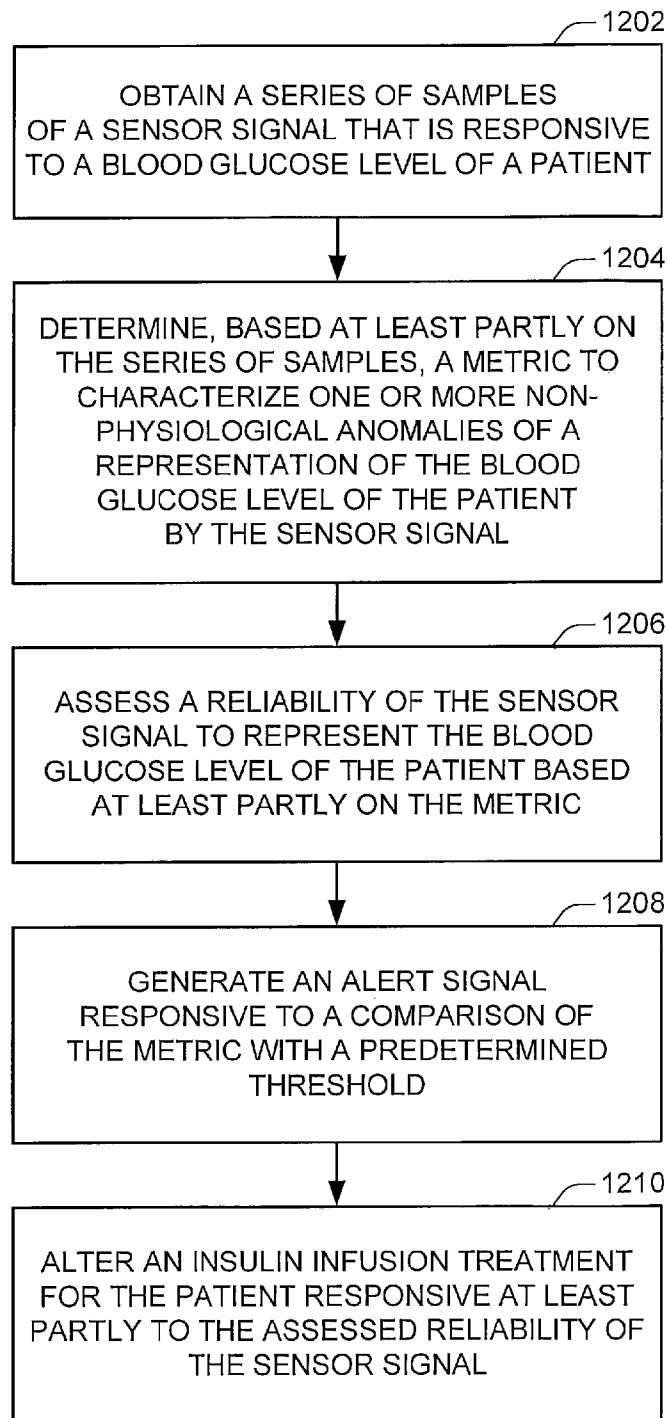 1202
OBTAIN A SERIES OF SAMPLES
OF A SENSOR SIGNAL THAT IS RESPONSIVE
TO A BLOOD GLUCOSE LEVEL OF A PATIENT
1204
DETERMINE, BASED AT LEAST PARTLY ON
THE SERIES OF SAMPLES, A METRIC TO
CHARACTERIZE ONE OR MORE NON-
PHYSIOLOGICAL ANOMALIES OF A
REPRESENTATION OF THE BLOOD
GLUCOSE LEVEL OF THE PATIENT
BY THE SENSOR SIGNAL
1206
ASSESS A RELIABILITY OF THE SENSOR
SIGNAL TO REPRESENT THE BLOOD
GLUCOSE LEVEL OF THE PATIENT BASED
AT LEAST PARTLY ON THE METRIC
1208
GENERATE AN ALERT SIGNAL
RESPONSIVE TO A COMPARISON OF
THE METRIC WITH A PREDETERMINED
THRESHOLD
1210
ALTER AN INSULIN INFUSION TREATMENT
FOR THE PATIENT RESPONSIVE AT LEAST
PARTLY TO THE ASSESSED RELIABILITY OF
THE SENSOR SIGNAL